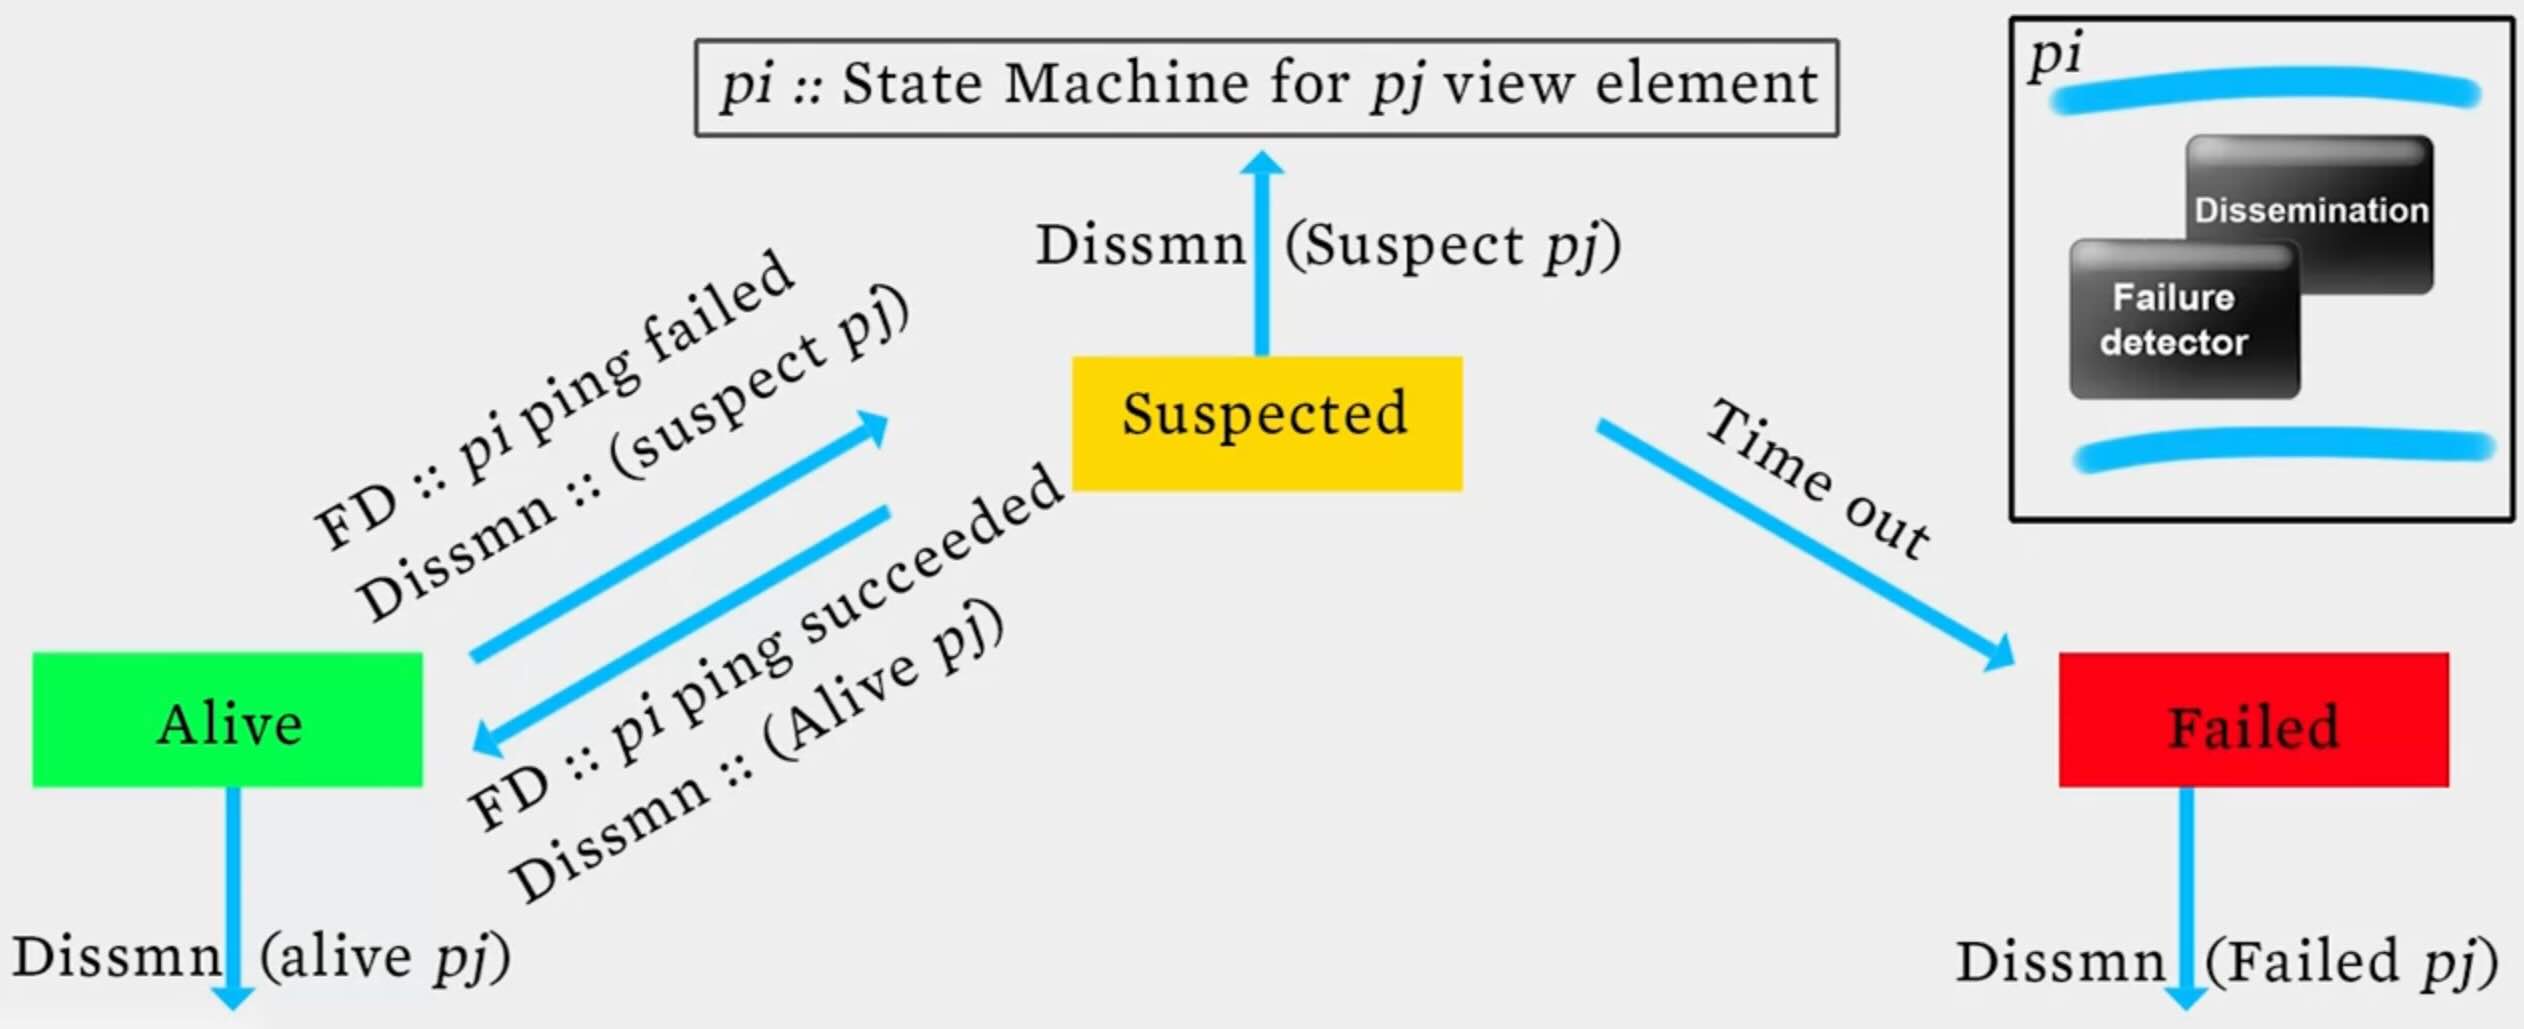 pi :: State Machine for pj view element
pi
Dissemination
Failure
detector
Dissmn (Suspect pj)
FD :: pi ping failed
Dissmn :: (suspect pj)
Suspected
Time out
FD :: pi ping succeeded
Dissmn :: (Alive pj)
Alive
Failed
Dissmn (alive pj)
Dissmn (Failed pj)